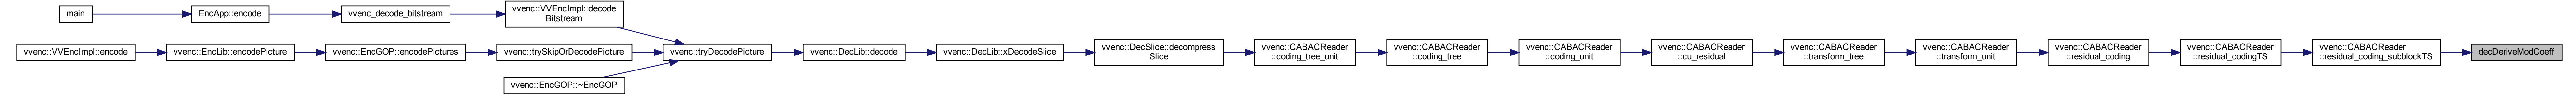 main
EncApp::encode
vvenc_decode_bitstream
vvenc::VVEncImpl::decode
Bitstream
vvenc::VVEncImpl::encode
vvenc::EncLib::encodePicture
vvenc::EncGOP::encodePictures
vvenc::trySkipOrDecodePicture
vvenc::tryDecodePicture
vvenc::DecLib::decode
vvenc::DecLib::xDecodeSlice
vvenc::DecSlice::decompress
Slice
vvenc::CABACReader
::coding_tree_unit
vvenc::CABACReader
::coding_tree
vvenc::CABACReader
::coding_unit
vvenc::CABACReader
::cu_residual
vvenc::CABACReader
::transform_tree
vvenc::CABACReader
::transform_unit
vvenc::CABACReader
::residual_coding
vvenc::CABACReader
::residual_codingTS
vvenc::CABACReader
::residual_coding_subblockTS
decDeriveModCoeff
vvenc::EncGOP::~EncGOP